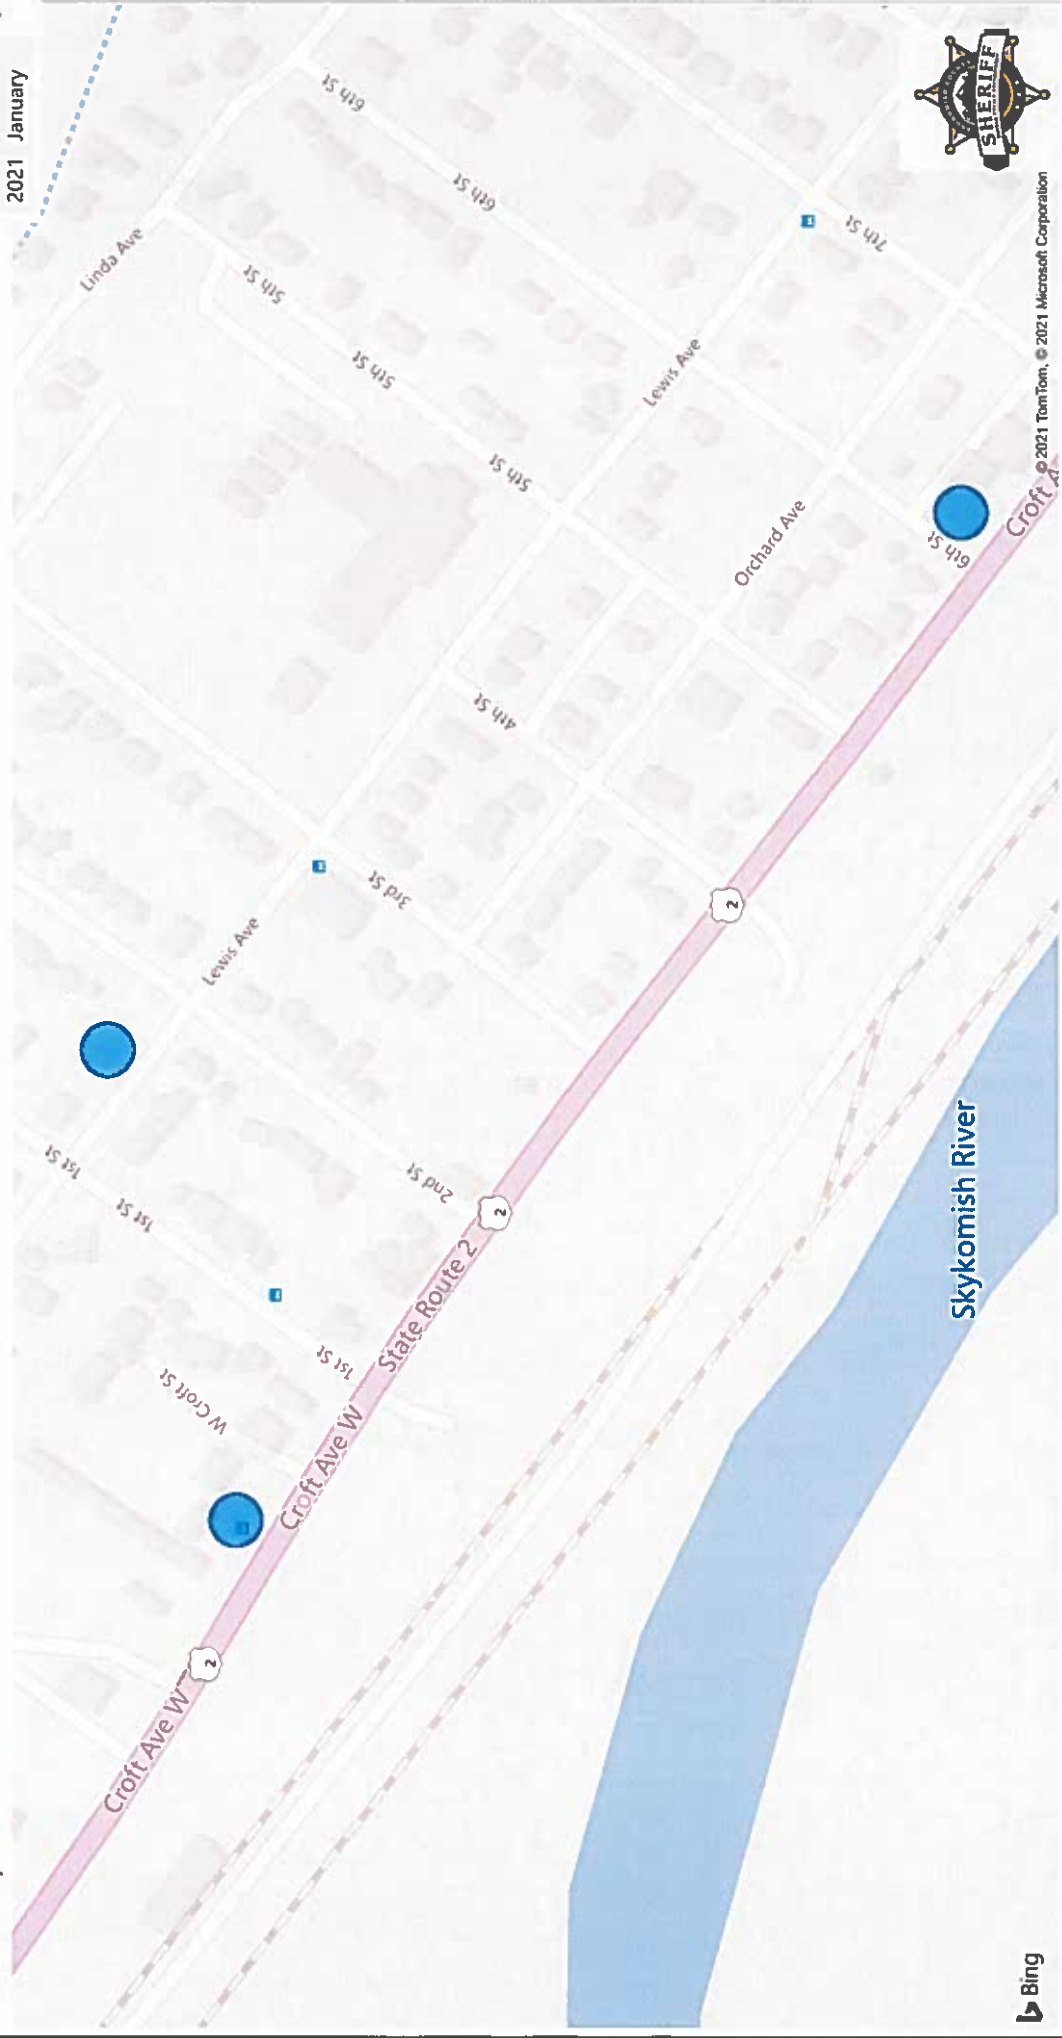 2021 January
Linda Ave
6th St
6th St
5th St
5th St
5th St
7th St
Lewis Ave
Orchard Ave
6th St
4th St
3rd St
Lewis Ave
2nd St
1st St
1st St
1st St
W Croft St
Croft Ave W
2
Croft Ave W
State Route 2
2
2
Croft A
Skykomish River
SHERIFF
Bing
© 2021 TomTom, © 2021 Microsoft Corporation